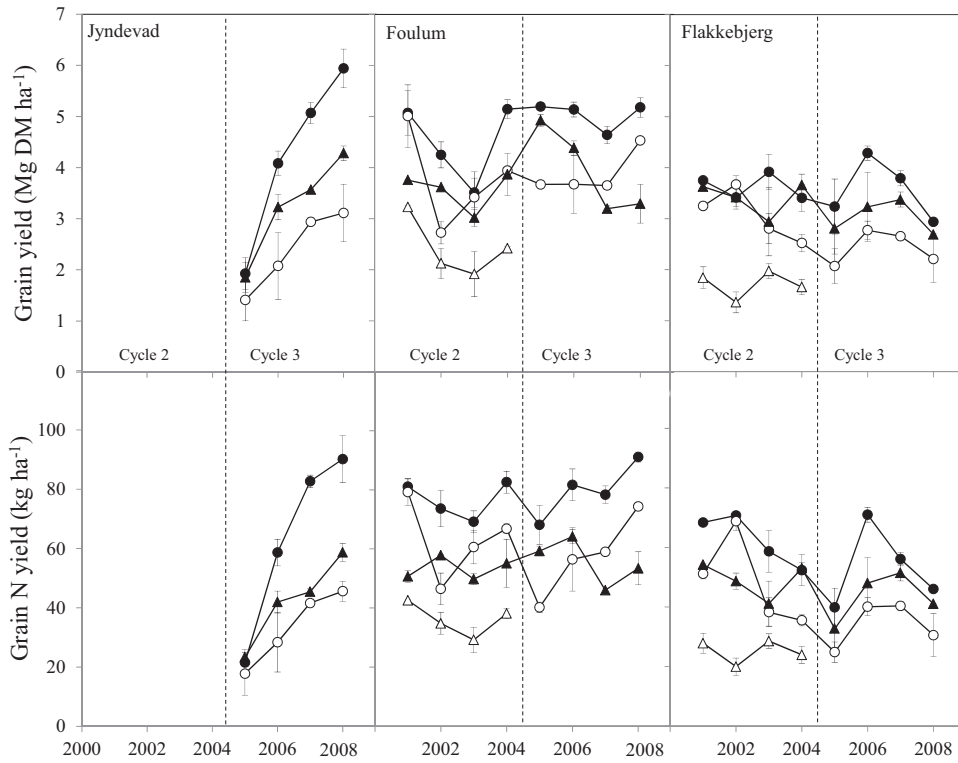 Jyndevad
Foulum
Flakkebjerg
Grain yield (Mg DM ha⁻¹)
7
6
5
4
3
2
1
0
Cycle 2
Cycle 3
Cycle 2
Cycle 3
Cycle 2
Cycle 3
Grain N yield (kg ha⁻¹)
100
80
60
40
20
0
2000 2002 2004 2006 2008 2002 2004 2006 2008 2002 2004 2006 2008